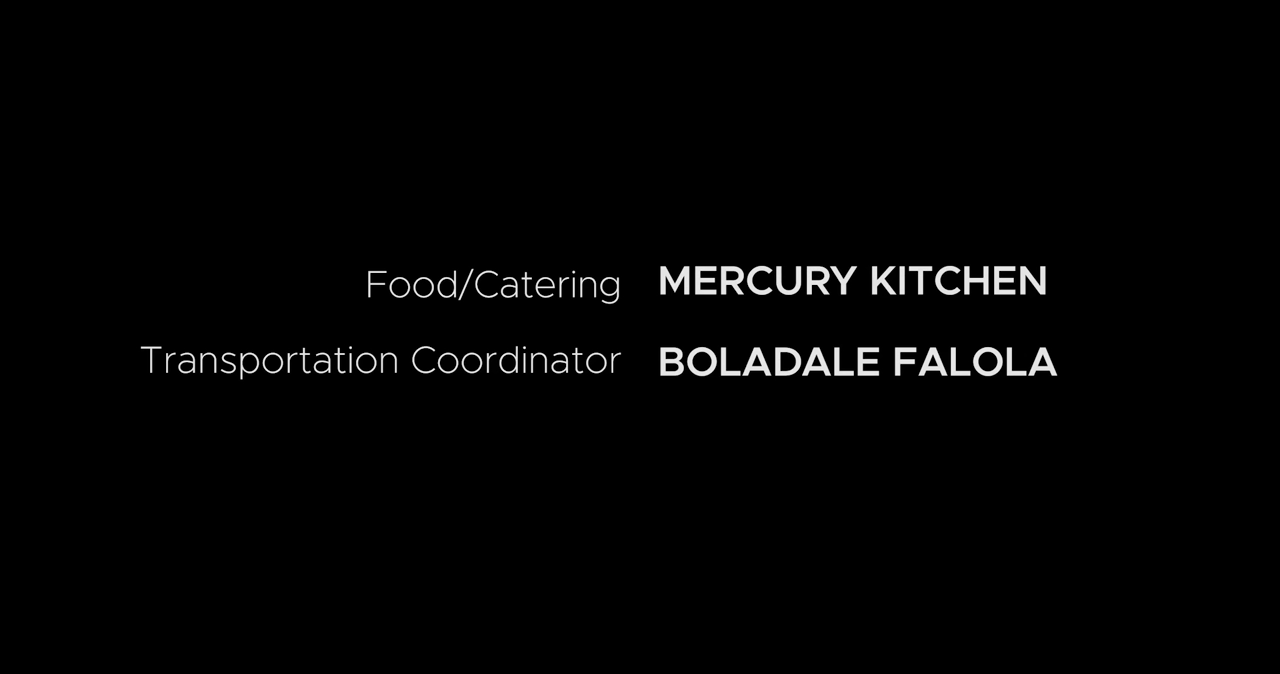 Food/Catering MERCURY KITCHEN
Transportation Coordinator BOLADALE FALOLA